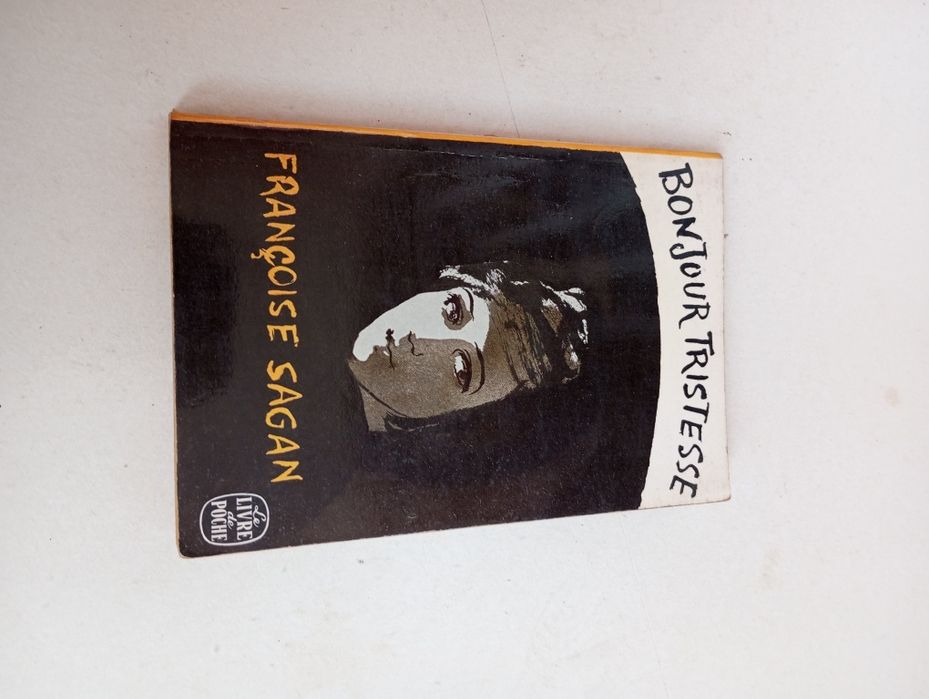 BONJOUR TRISTESSE
FRANÇOISE SAGAN
Le
LIVRE
de
POCHE